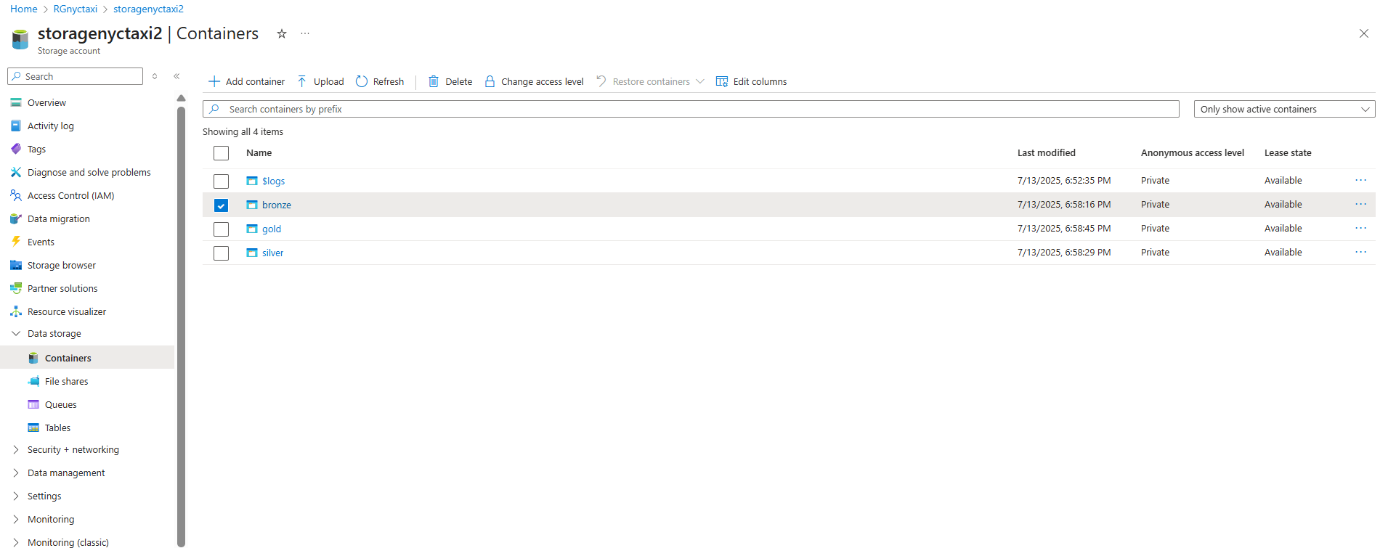 Home > RGnyctaxi > storagenyctaxi2
storagenyctaxi2 | Containers ☆ ...
Storage account
Search
Overview
Activity log
Tags
Diagnose and solve problems
Access Control (IAM)
Data migration
Events
Storage browser
Partner solutions
Resource visualizer
Data storage
Containers
File shares
Queues
Tables
Security + networking
Data management
Settings
Monitoring
Monitoring (classic)
Add container Upload Refresh Delete Change access level Restore containers Edit columns
Search containers by prefix Only show active containers
Showing all 4 items
Name Last modified Anonymous access level Lease state
$logs 7/13/2025, 6:52:35 PM Private Available ...
bronze 7/13/2025, 6:58:16 PM Private Available ...
gold 7/13/2025, 6:58:45 PM Private Available ...
silver 7/13/2025, 6:58:29 PM Private Available ...